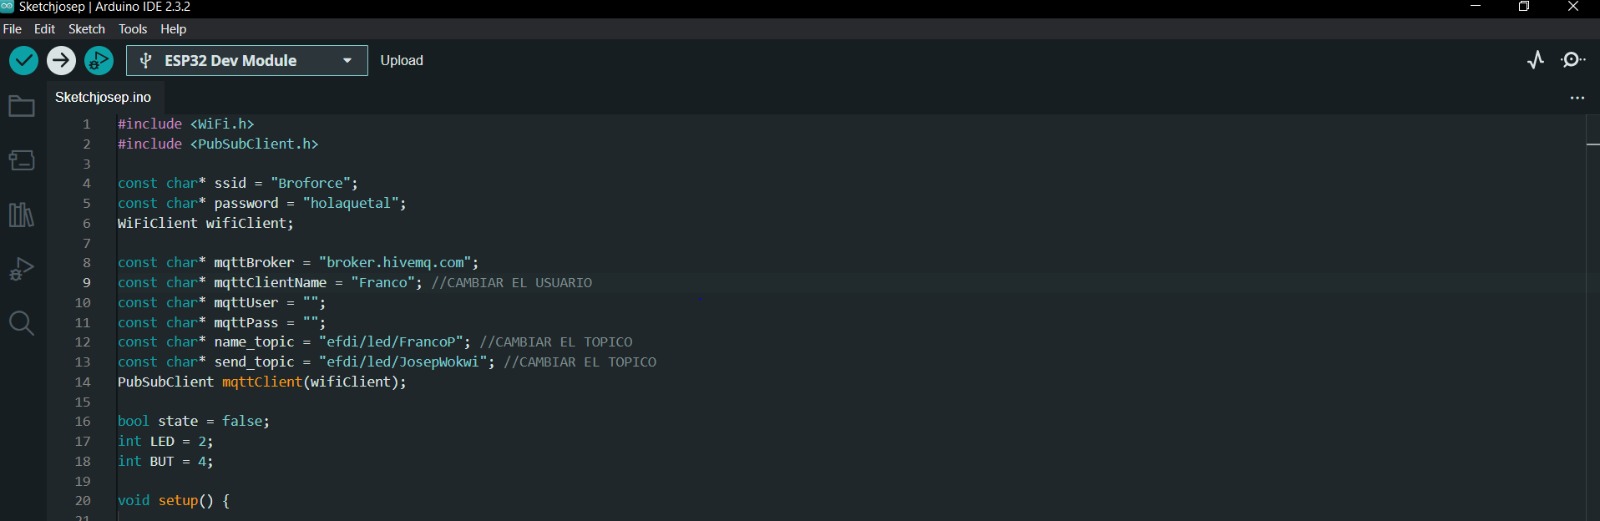 Sketchjosep | Arduino IDE 2.3.2
File Edit Sketch Tools Help
ESP32 Dev Module Upload
Sketchjosep.ino
1 #include <WiFi.h>
2 #include <PubSubClient.h>
3
4 const char* ssid = "Broforce";
5 const char* password = "holaquetal";
6 WiFiClient wifiClient;
7
8 const char* mqttBroker = "broker.hivemq.com";
9 const char* mqttClientName = "Franco"; //CAMBIAR EL USUARIO
10 const char* mqttUser = "";
11 const char* mqttPass = "";
12 const char* name_topic = "efdi/led/FrancoP"; //CAMBIAR EL TOPICO
13 const char* send_topic = "efdi/led/JosepWokwi"; //CAMBIAR EL TOPICO
14 PubSubClient mqttClient(wifiClient);
15
16 bool state = false;
17 int LED = 2;
18 int BUT = 4;
19
20 void setup() {
21